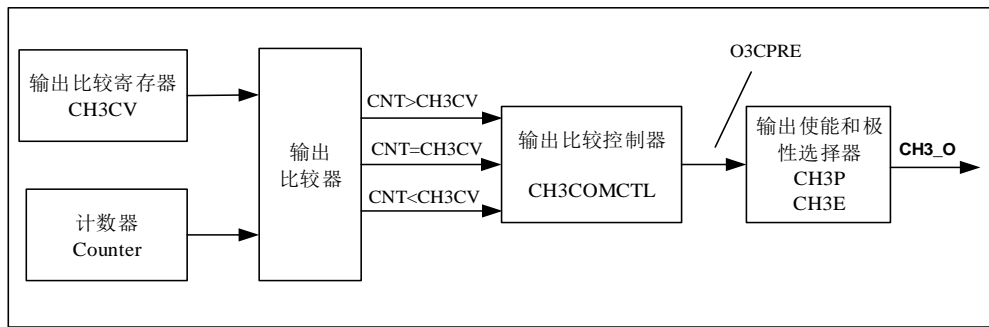 输出比较寄存器
CH3CV
计数器
Counter
输出
比较器
CNT>CH3CV
CNT=CH3CV
CNT<CH3CV
输出比较控制器
CH3COMCTL
O3CPRE
输出使能和极
性选择器
CH3P
CH3E
CH3_O